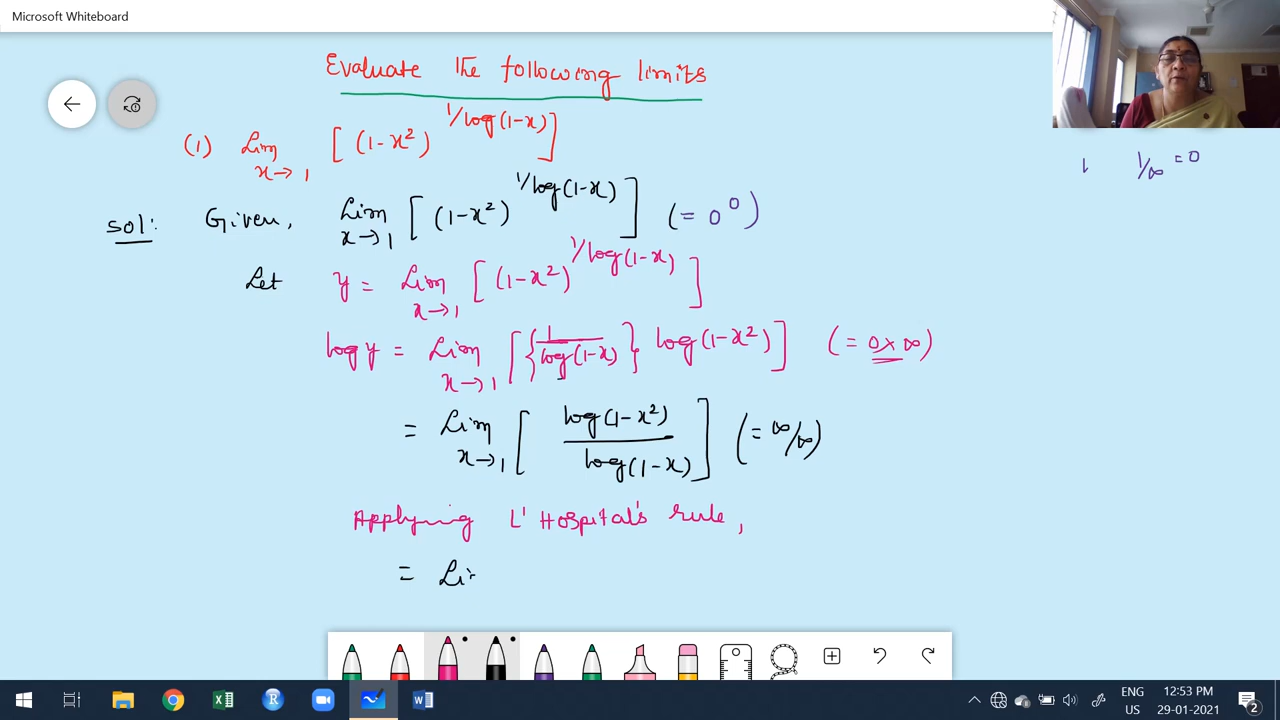 Microsoft Whiteboard
Evaluate the following limits
(1) Lim x→1 [(1-x²)^(1/log(1-x))]
1 1/∞ = 0
Sol: Given, Lim x→1 [(1-x²)^(1/log(1-x))] (= 0⁰)
Let y = Lim x→1 [(1-x²)^(1/log(1-x))]
log y = Lim x→1 [{1/log(1-x)} log(1-x²)] (= 0×∞)
= Lim x→1 [log(1-x²)/log(1-x)] (= ∞/∞)
Applying L' Hospital's rule,
= Li
ENG 12:53 PM
US 29-01-2021 2